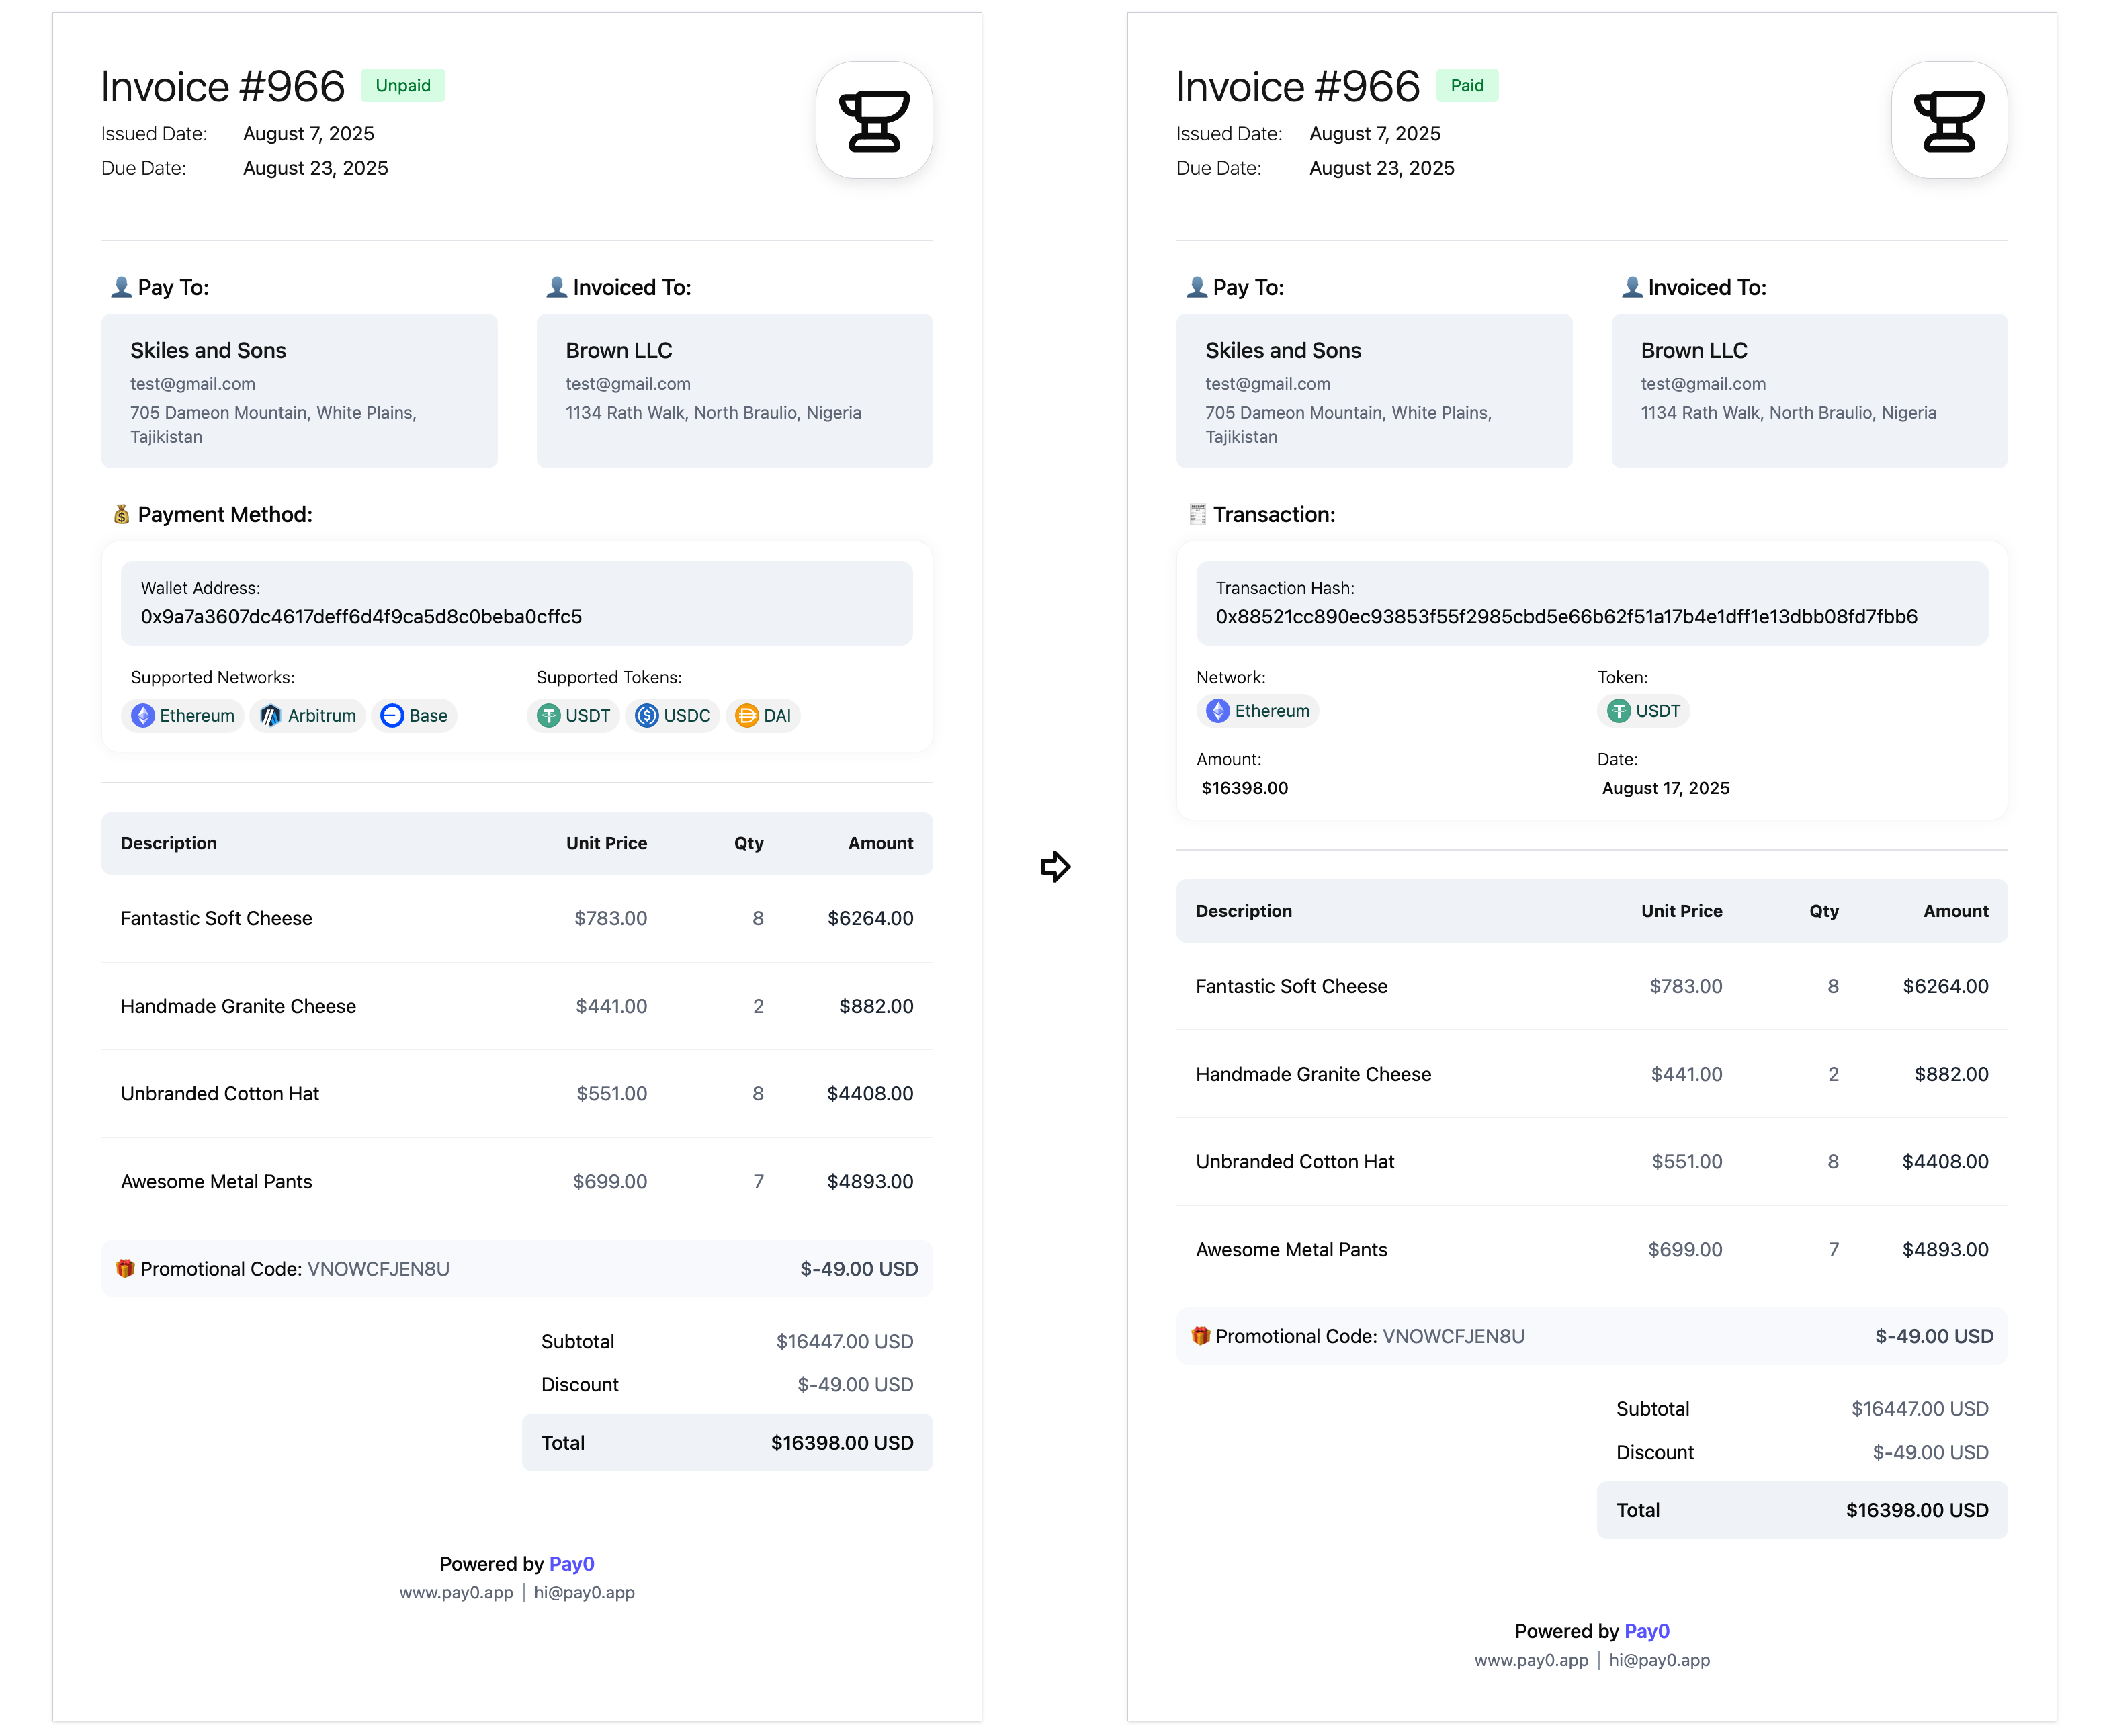 Invoice #966 Unpaid
Issued Date: August 7, 2025
Due Date: August 23, 2025
Pay To:
Skiles and Sons
test@gmail.com
705 Dameon Mountain, White Plains,
Tajikistan
Invoiced To:
Brown LLC
test@gmail.com
1134 Rath Walk, North Braulio, Nigeria
Payment Method:
Wallet Address:
0x9a7a3607dc4617deff6d4f9ca5d8c0beba0cffc5
Supported Networks:
Ethereum Arbitrum Base
Supported Tokens:
USDT USDC DAI
Description Unit Price Qty Amount
Fantastic Soft Cheese $783.00 8 $6264.00
Handmade Granite Cheese $441.00 2 $882.00
Unbranded Cotton Hat $551.00 8 $4408.00
Awesome Metal Pants $699.00 7 $4893.00
Promotional Code: VNOWCFJEN8U $-49.00 USD
Subtotal $16447.00 USD
Discount $-49.00 USD
Total $16398.00 USD
Powered by Pay0
www.pay0.app | hi@pay0.app
Invoice #966 Paid
Issued Date: August 7, 2025
Due Date: August 23, 2025
Pay To:
Skiles and Sons
test@gmail.com
705 Dameon Mountain, White Plains,
Tajikistan
Invoiced To:
Brown LLC
test@gmail.com
1134 Rath Walk, North Braulio, Nigeria
Transaction:
Transaction Hash:
0x88521cc890ec93853f55f2985cbd5e66b62f51a17b4e1dff1e13dbb08fd7fbb6
Network:
Ethereum
Token:
USDT
Amount:
$16398.00
Date:
August 17, 2025
Description Unit Price Qty Amount
Fantastic Soft Cheese $783.00 8 $6264.00
Handmade Granite Cheese $441.00 2 $882.00
Unbranded Cotton Hat $551.00 8 $4408.00
Awesome Metal Pants $699.00 7 $4893.00
Promotional Code: VNOWCFJEN8U $-49.00 USD
Subtotal $16447.00 USD
Discount $-49.00 USD
Total $16398.00 USD
Powered by Pay0
www.pay0.app | hi@pay0.app